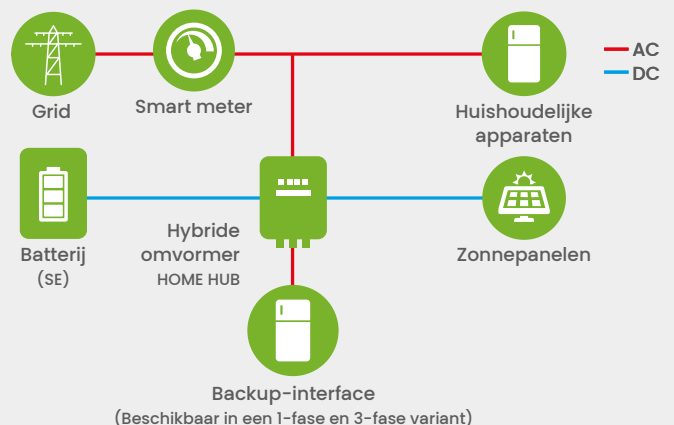 AC
DC
Grid
Smart meter
Huishoudelijke
apparaten
Batterij
(SE)
Hybride
omvormer
HOME HUB
Zonnepanelen
Backup-interface
(Beschikbaar in een 1-fase en 3-fase variant)